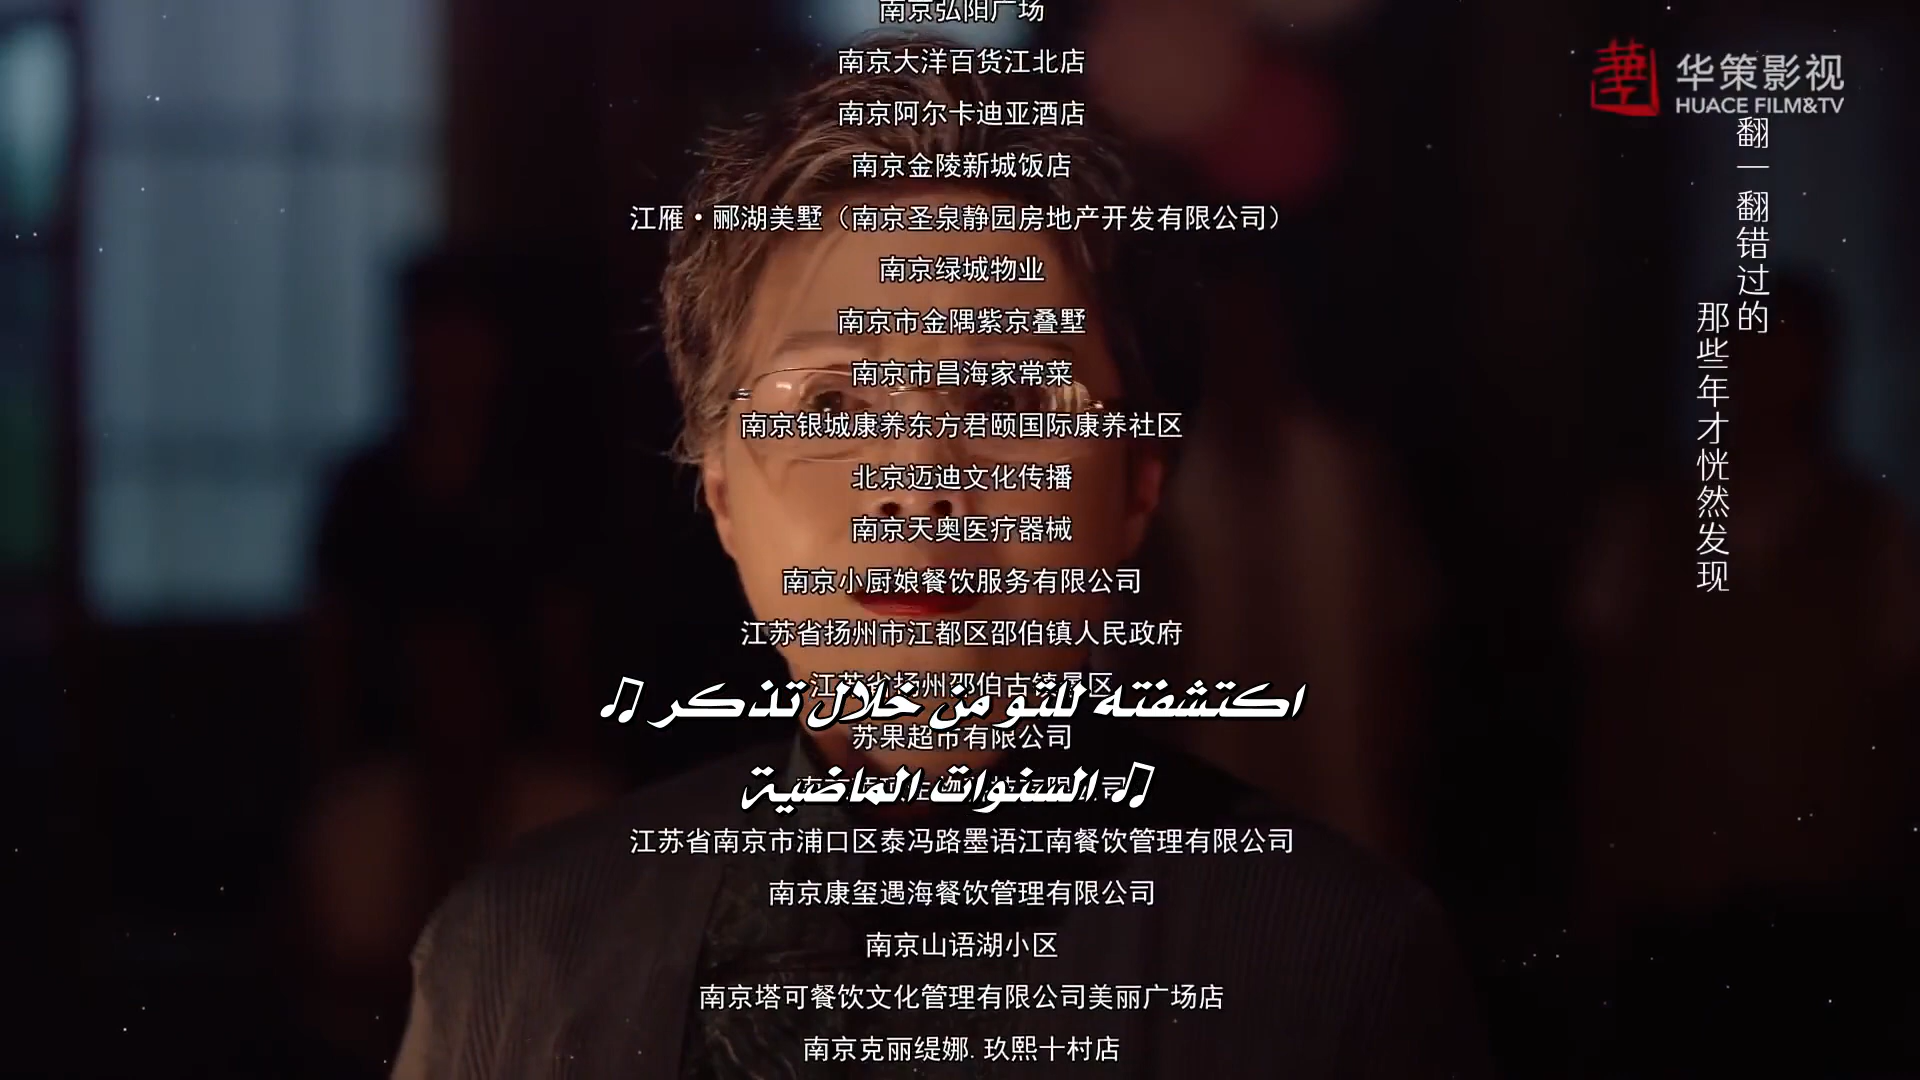 南京弘阳广场
南京大洋百货江北店
南京阿尔卡迪亚酒店
南京金陵新城饭店
江雁·郦湖美墅（南京圣泉静园房地产开发有限公司）
南京绿城物业
南京市金隅紫京叠墅
南京市昌海家常菜
南京银城康养东方君颐国际康养社区
北京迈迪文化传播
南京天奥医疗器械
南京小厨娘餐饮服务有限公司
江苏省扬州市江都区邵伯镇人民政府
江苏省扬州邵伯古镇景区
اكتشفته للتو من خلال تذكر ♫
苏果超市有限公司
♫ السنوات الماضية
江苏省南京市浦口区泰冯路墨语江南餐饮管理有限公司
南京康玺遇海餐饮管理有限公司
南京山语湖小区
南京塔可餐饮文化管理有限公司美丽广场店
南京克丽缇娜.玖熙十村店
華 华策影视
HUACE FILM&TV
翻一翻错过的
那些年才恍然发现